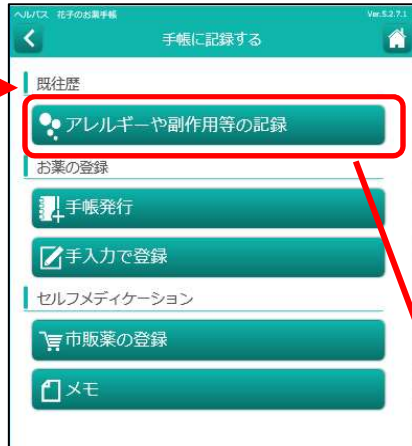 ヘルパス 花子のお薬手帳 Ver.5.2.7.1
手帳に記録する
既往歴
アレルギーや副作用等の記録
お薬の登録
手帳発行
手入力で登録
セルフメディケーション
市販薬の登録
メモ